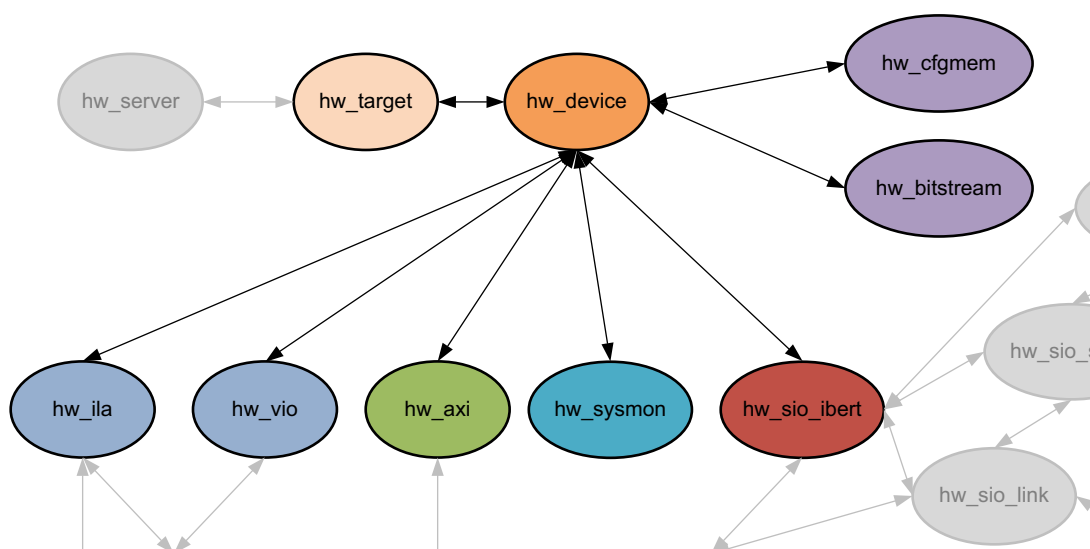 hw_server
hw_target
hw_device
hw_cfgmem
hw_bitstream
hw_ila
hw_vio
hw_axi
hw_sysmon
hw_sio_ibert
hw_sio_link